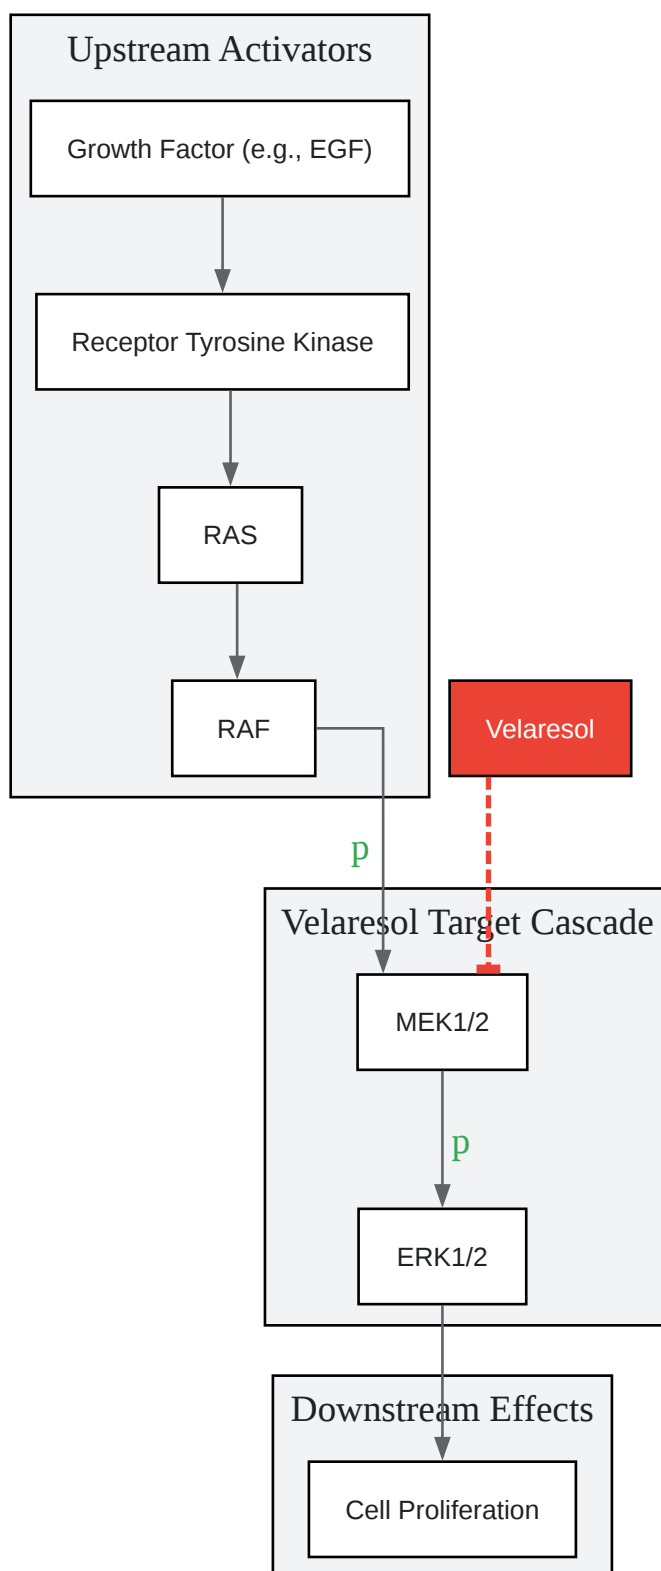 Upstream Activators
Growth Factor (e.g., EGF)
Receptor Tyrosine Kinase
RAS
RAF
Velaresol
p
Velaresol Target Cascade
MEK1/2
p
ERK1/2
Downstream Effects
Cell Proliferation